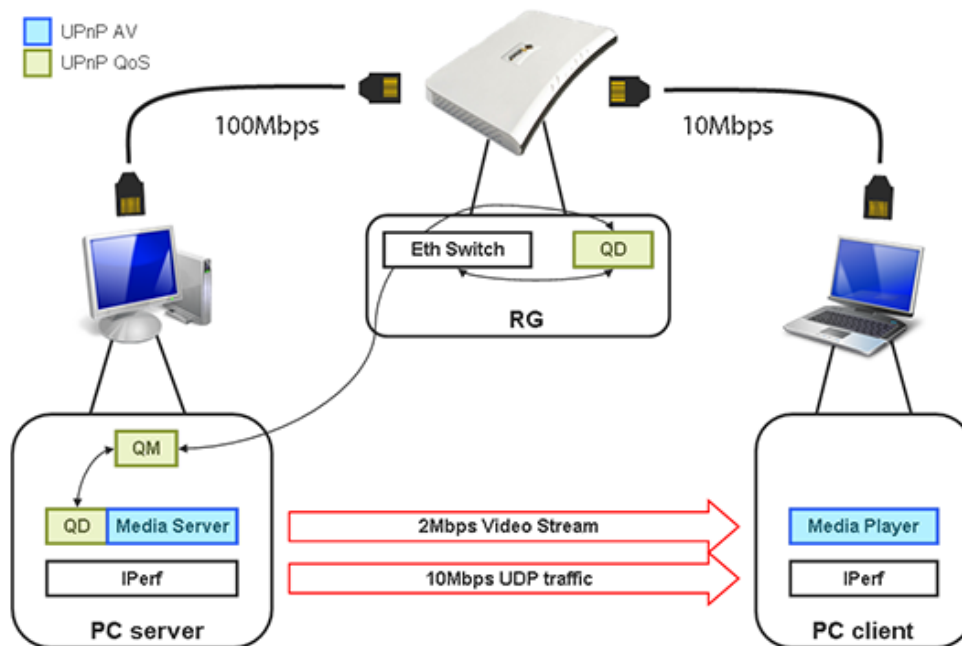 UPnP AV
UPnP QoS
100Mbps
10Mbps
Eth Switch
QD
RG
QM
QD
Media Server
IPerf
PC server
2Mbps Video Stream
10Mbps UDP traffic
Media Player
IPerf
PC client